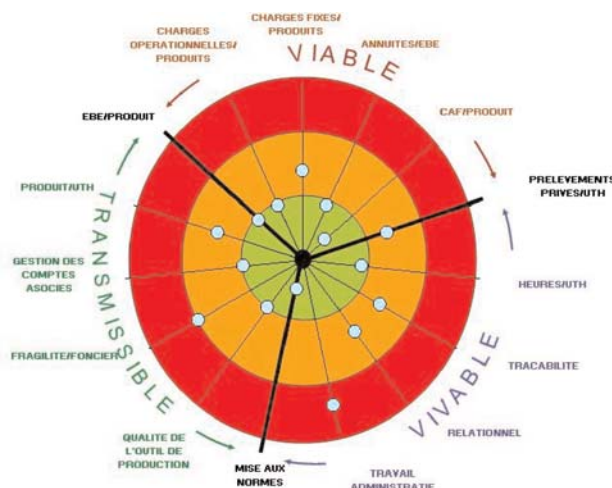 CHARGES
OPERATIONNELLES/
PRODUITS
CHARGES FIXES/
PRODUITS
ANNUITES/EBE
VIABLE
CAF/PRODUIT
EBE/PRODUIT
PRELEVEMENTS
PRIVES/UTH
PRODUIT/UTH
TRANSMISSIBLE
GESTION DES
COMPTES
ASOCIES
HEURES/UTH
FRAGILITE/FONCIER
TRACABILITE
VIVABLE
RELATIONNEL
QUALITE DE
L'OUTIL DE
PRODUCTION
MISE AUX
NORMES
TRAVAIL
ADMINISTRATIF